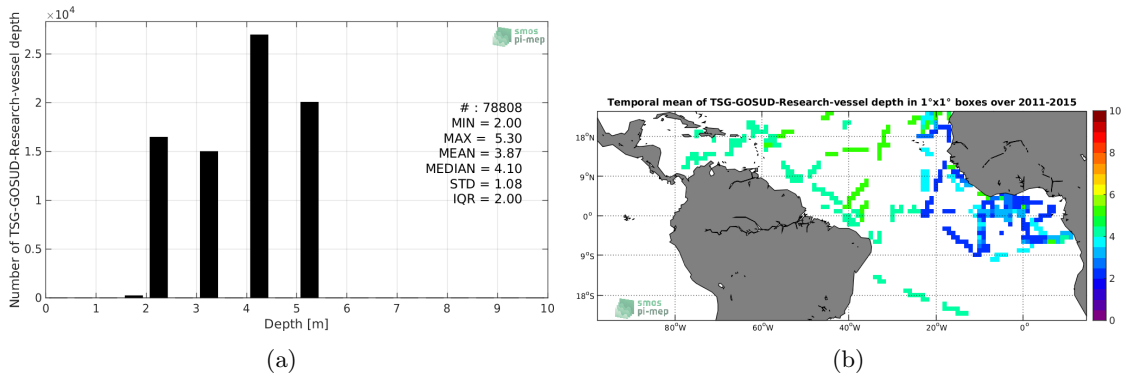 ×10⁴
smos
pi-mep
Number of TSG-GOSUD-Research-vessel depth
2.5
2
1.5
1
0.5
0
# : 78808
MIN = 2.00
MAX = 5.30
MEAN = 3.87
MEDIAN = 4.10
STD = 1.08
IQR = 2.00
0 1 2 3 4 5 6 7 8 9 10
Depth [m]
(a)
Temporal mean of TSG-GOSUD-Research-vessel depth in 1°x1° boxes over 2011-2015
18°N
9°N
0°
9°S
18°S
smos
pi-mep
80°W 60°W 40°W 20°W 0°
10
9
8
7
6
5
4
3
2
1
0
(b)